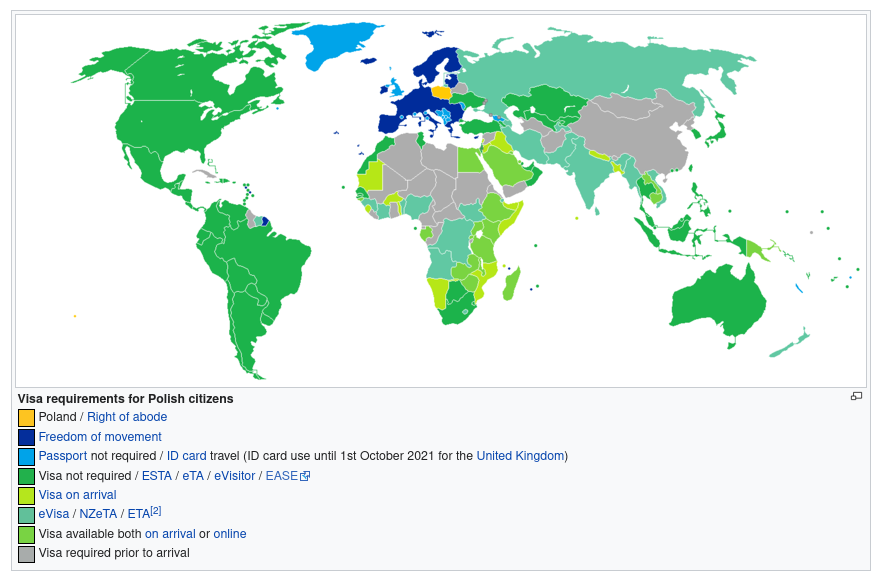 Visa requirements for Polish citizens
Poland / Right of abode
Freedom of movement
Passport not required / ID card travel (ID card use until 1st October 2021 for the United Kingdom)
Visa not required / ESTA / eTA / eVisitor / EASE
Visa on arrival
eVisa / NZeTA / ETA[2]
Visa available both on arrival or online
Visa required prior to arrival